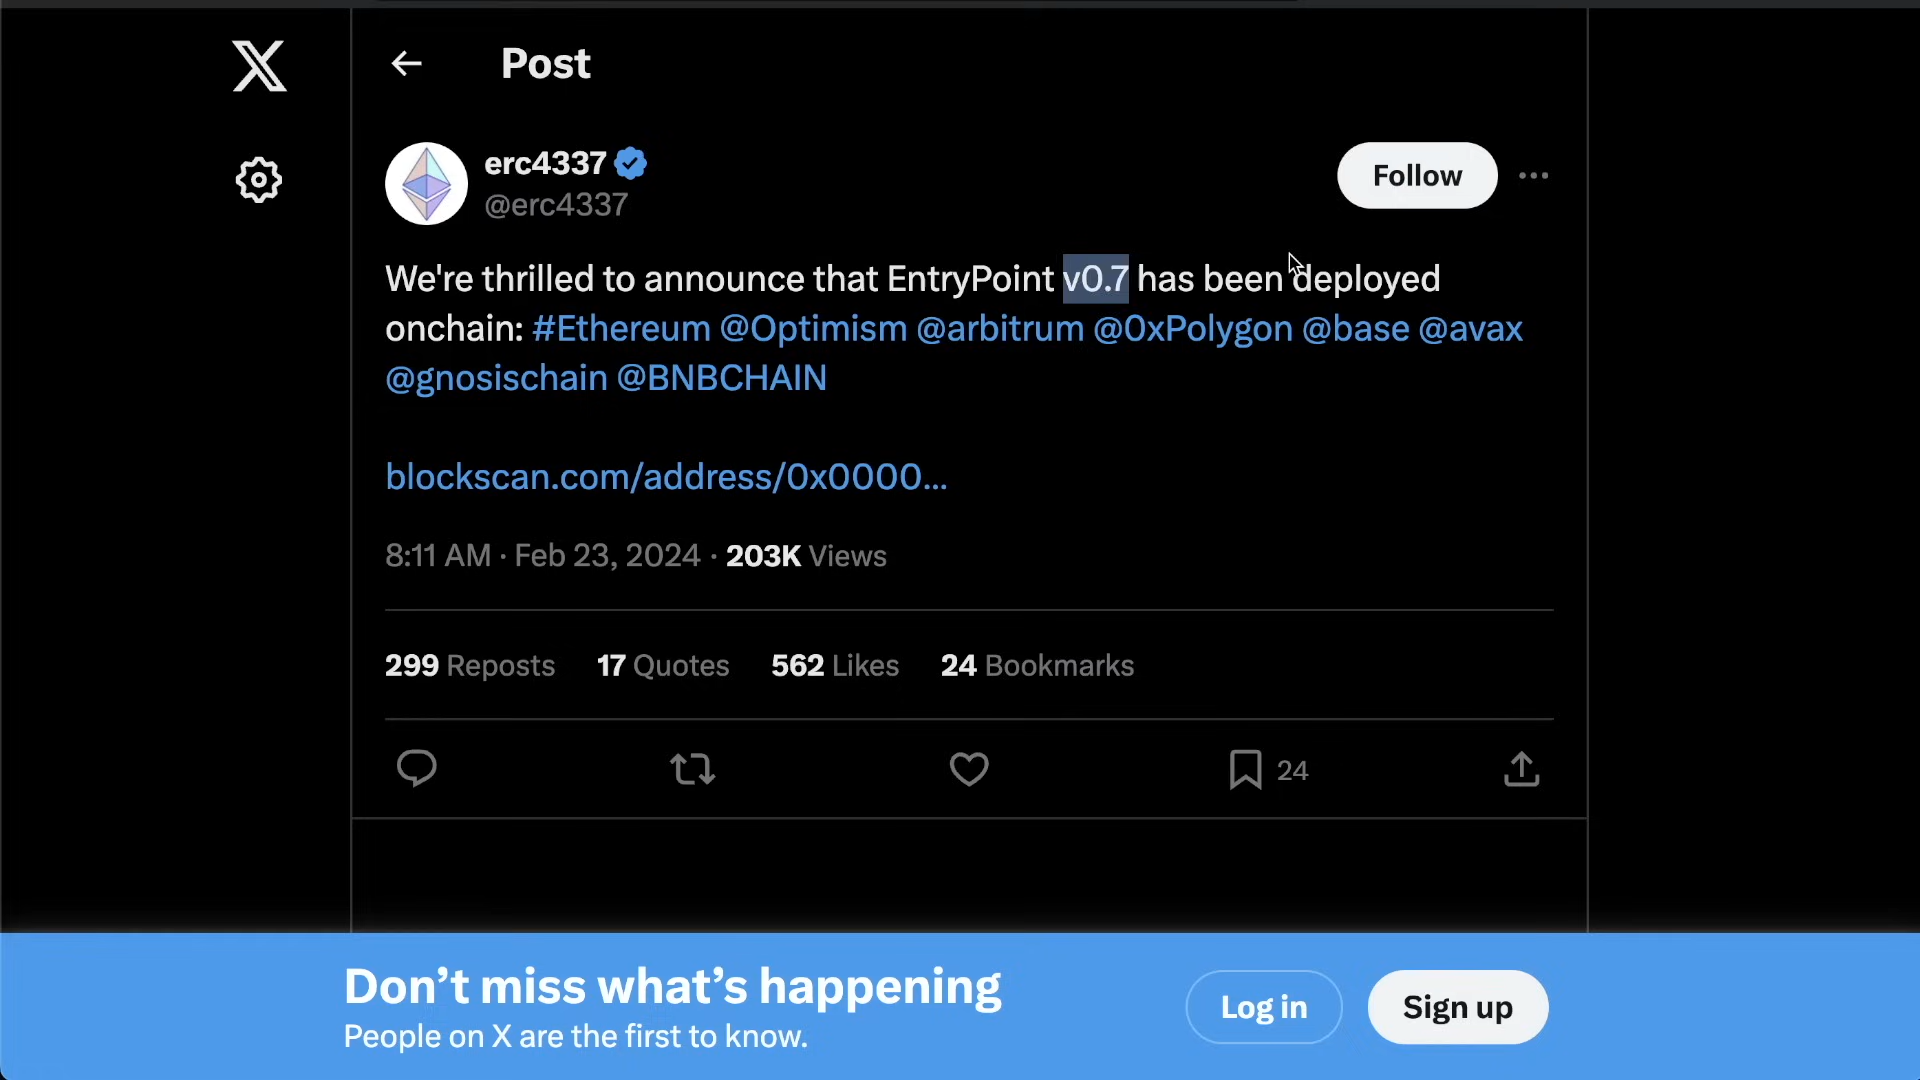 Post
erc4337
@erc4337
Follow
We're thrilled to announce that EntryPoint v0.7 has been deployed
onchain: #Ethereum @Optimism @arbitrum @0xPolygon @base @avax
@gnosischain @BNBCHAIN
blockscan.com/address/0x0000...
8:11 AM · Feb 23, 2024 · 203K Views
299 Reposts 17 Quotes 562 Likes 24 Bookmarks
24
Don’t miss what’s happening
People on X are the first to know.
Log in
Sign up